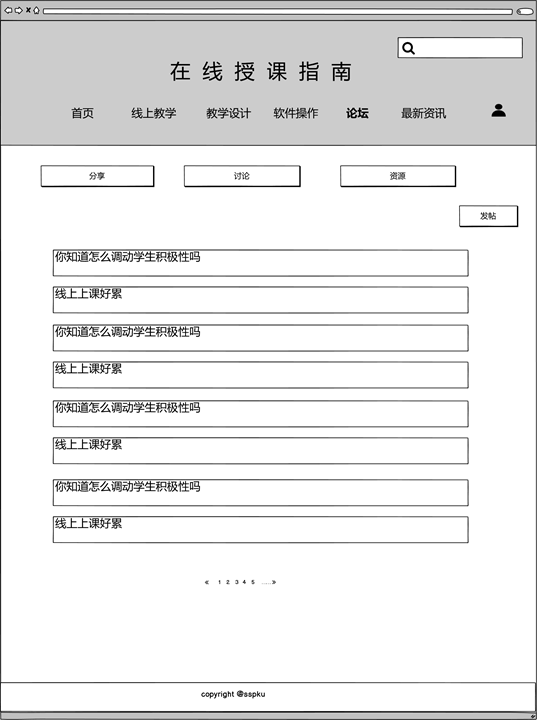 在线授课指南
首页 线上教学 教学设计 软件操作 论坛 最新资讯
分享 讨论 资源
发帖
你知道怎么调动学生积极性吗
线上上课好累
你知道怎么调动学生积极性吗
线上上课好累
你知道怎么调动学生积极性吗
线上上课好累
你知道怎么调动学生积极性吗
线上上课好累
« 1 2 3 4 5 ......»
copyright @sspku